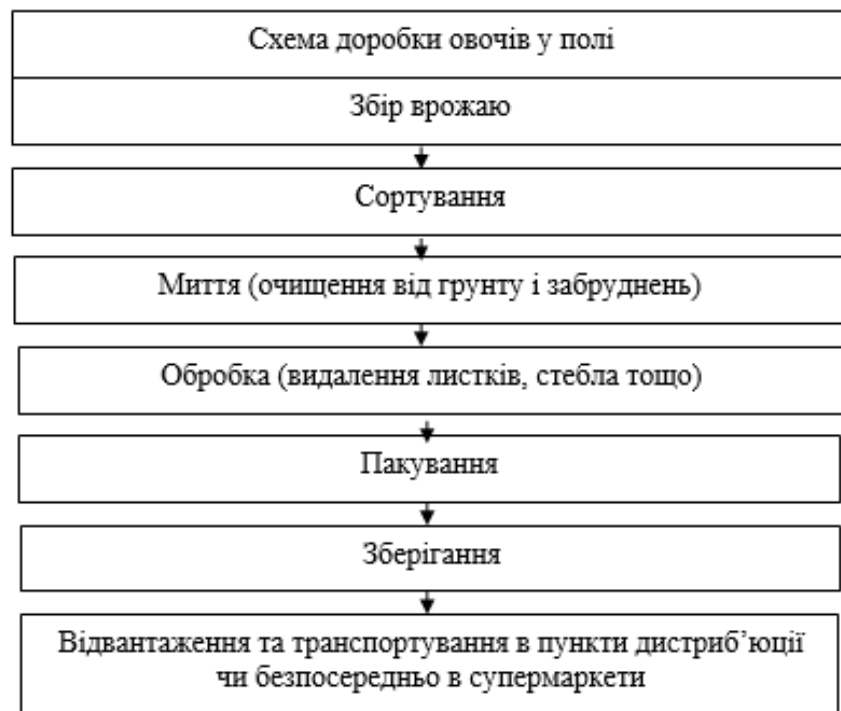 Схема доробки овочів у полі
Збір врожаю
Сортування
Миття (очищення від грунту і забруднень)
Обробка (видалення листків, стебла тощо)
Пакування
Зберігання
Відвантаження та транспортування в пункти дистриб’юції
чи безпосередньо в супермаркети